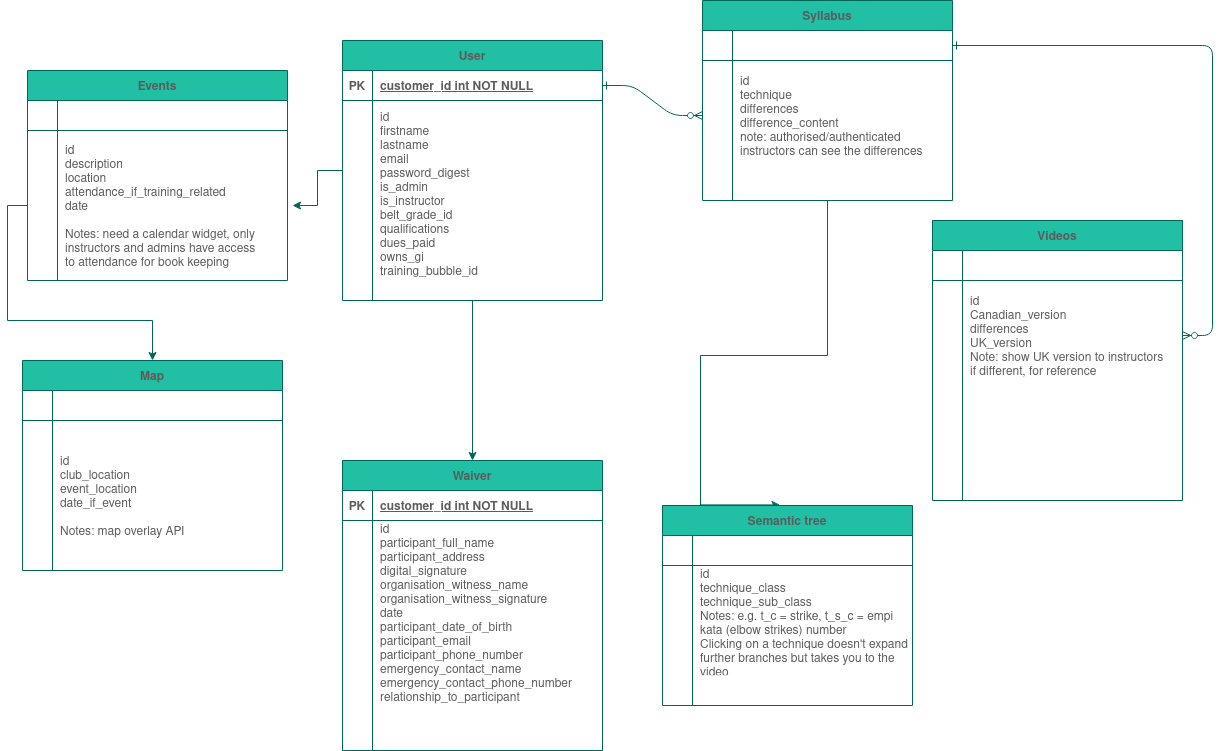 Syllabus
id
technique
differences
difference_content
note: authorised/authenticated
instructors can see the differences
User
PK customer_id int NOT NULL
id
firstname
lastname
email
password_digest
is_admin
is_instructor
belt_grade_id
qualifications
dues_paid
owns_gi
training_bubble_id
Events
id
description
location
attendance_if_training_related
date
Notes: need a calendar widget, only
instructors and admins have access
to attendance for book keeping
Videos
id
Canadian_version
differences
UK_version
Note: show UK version to instructors
if different, for reference
Map
id
club_location
event_location
date_if_event
Notes: map overlay API
Waiver
PK customer_id int NOT NULL
id
participant_full_name
participant_address
digital_signature
organisation_witness_name
organisation_witness_signature
date
participant_date_of_birth
participant_email
participant_phone_number
emergency_contact_name
emergency_contact_phone_number
relationship_to_participant
Semantic tree
id
technique_class
technique_sub_class
Notes: e.g. t_c = strike, t_s_c = empi
kata (elbow strikes) number
Clicking on a technique doesn't expand
further branches but takes you to the
video